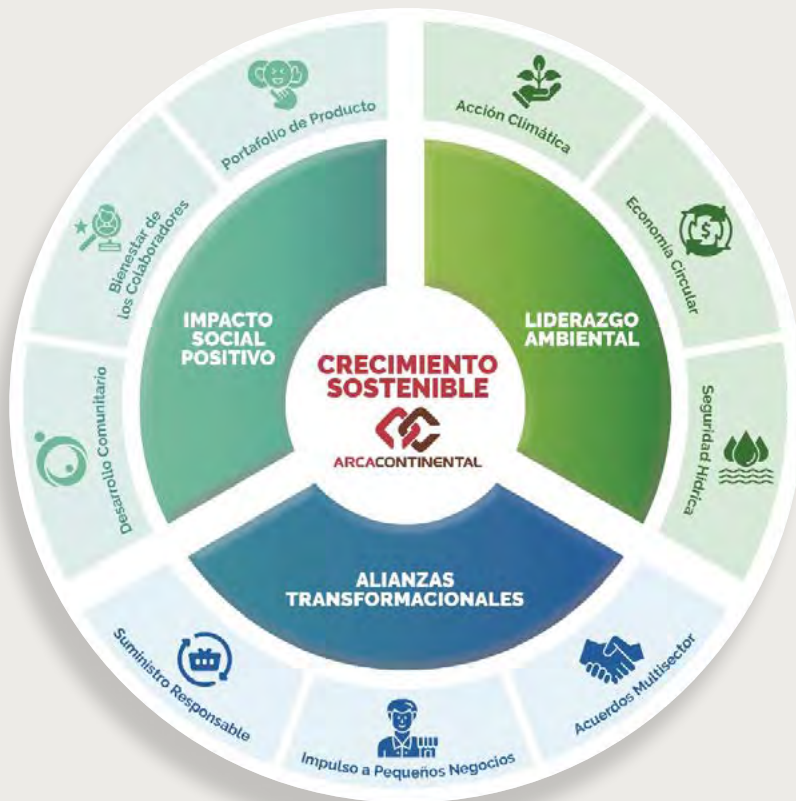 CRECIMIENTO
SOSTENIBLE
ARCACONTINENTAL
LIDERAZGO
AMBIENTAL
Acción Climática
Economía Circular
Seguridad Hídrica
ALIANZAS
TRANSFORMACIONALES
Acuerdos Multisector
Impulso a Pequeños Negocios
Suministro Responsable
IMPACTO
SOCIAL
POSITIVO
Desarrollo Comunitario
Bienestar de
los Colaboradores
Portafolio de Producto